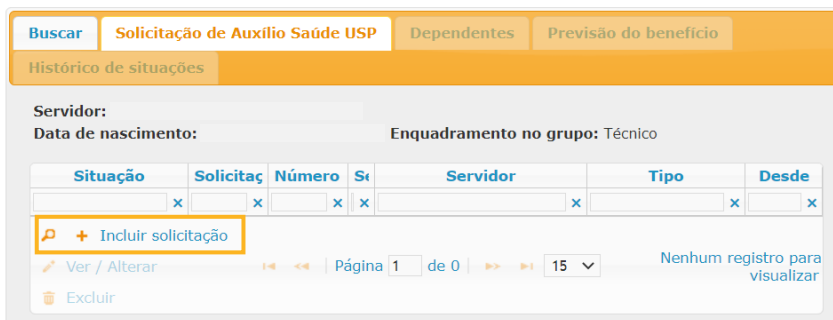 Buscar Solicitação de Auxílio Saúde USP Dependentes Previsão do benefício
Histórico de situações
Servidor:
Data de nascimento: Enquadramento no grupo: Técnico
Situação Solicitaç Número Se Servidor Tipo Desde
x x x x x x x
+ Incluir solicitação
Ver / Alterar Página 1 de 0 15 Nenhum registro para
visualizar
Excluir